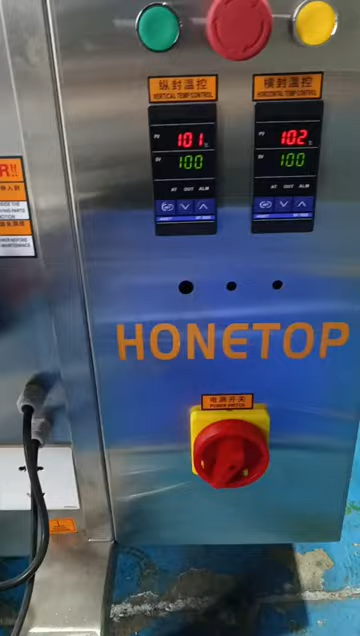 纵封温控
VERTICAL TEMP CONTROL
横封温控
HORIZONTAL TEMP CONTROL
PV
101
SV
100
AT OUT ALM
PV
102
SV
100
AT OUT ALM
R!!
HONETOP
电源开关
POWER SWITCH